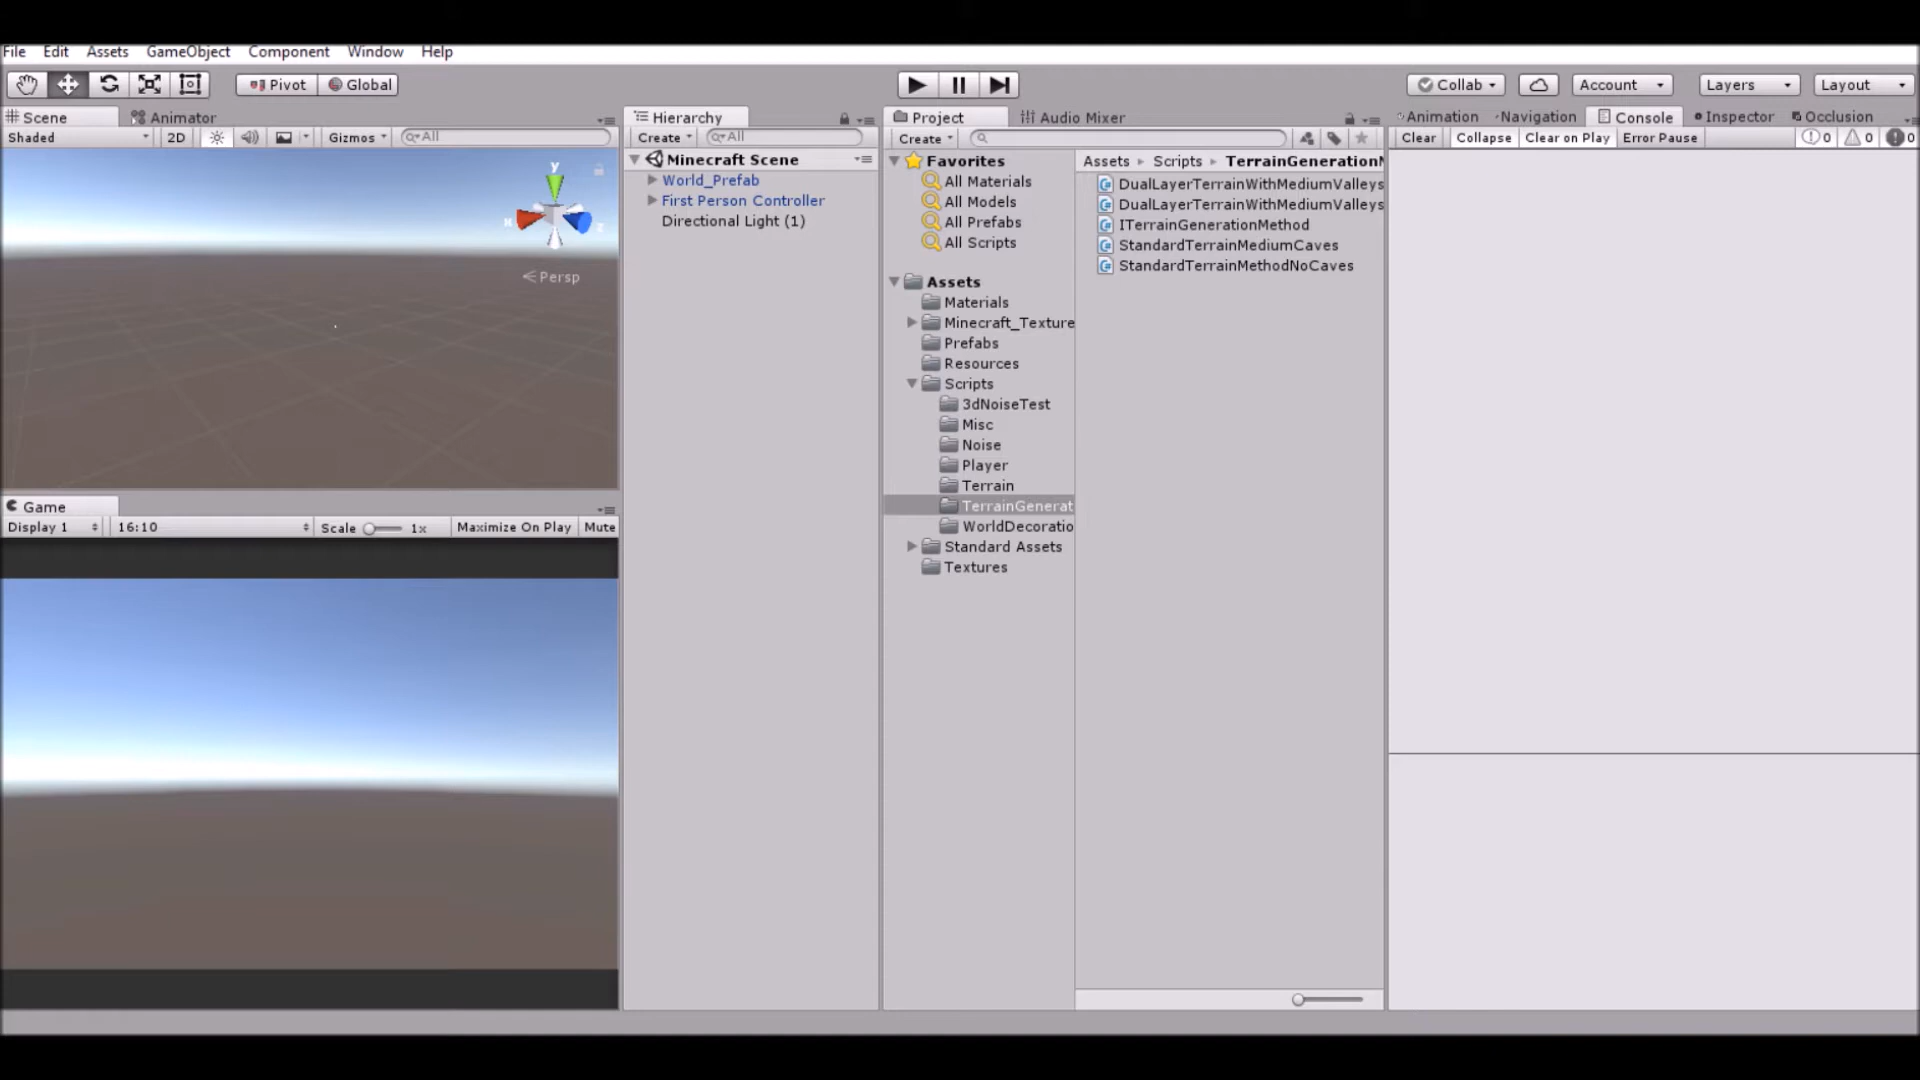 File Edit Assets GameObject Component Window Help
Pivot Global Collab Account Layers Layout
Scene Animator
Shaded 2D Gizmos All
y
x
z
Persp
Game
Display 1 16:10 Scale 1x Maximize On Play Mute
Hierarchy
Create All
Minecraft Scene
World_Prefab
First Person Controller
Directional Light (1)
Project Audio Mixer
Create
Favorites
All Materials
All Models
All Prefabs
All Scripts
Assets
Materials
Minecraft_Texture
Prefabs
Resources
Scripts
3dNoiseTest
Misc
Noise
Player
Terrain
TerrainGenerat
WorldDecoratio
Standard Assets
Textures
Assets Scripts TerrainGenerationM
DualLayerTerrainWithMediumValleys
DualLayerTerrainWithMediumValleys
ITerrainGenerationMethod
StandardTerrainMediumCaves
StandardTerrainMethodNoCaves
Animation Navigation Console Inspector Occlusion
Clear Collapse Clear on Play Error Pause 0 0 0